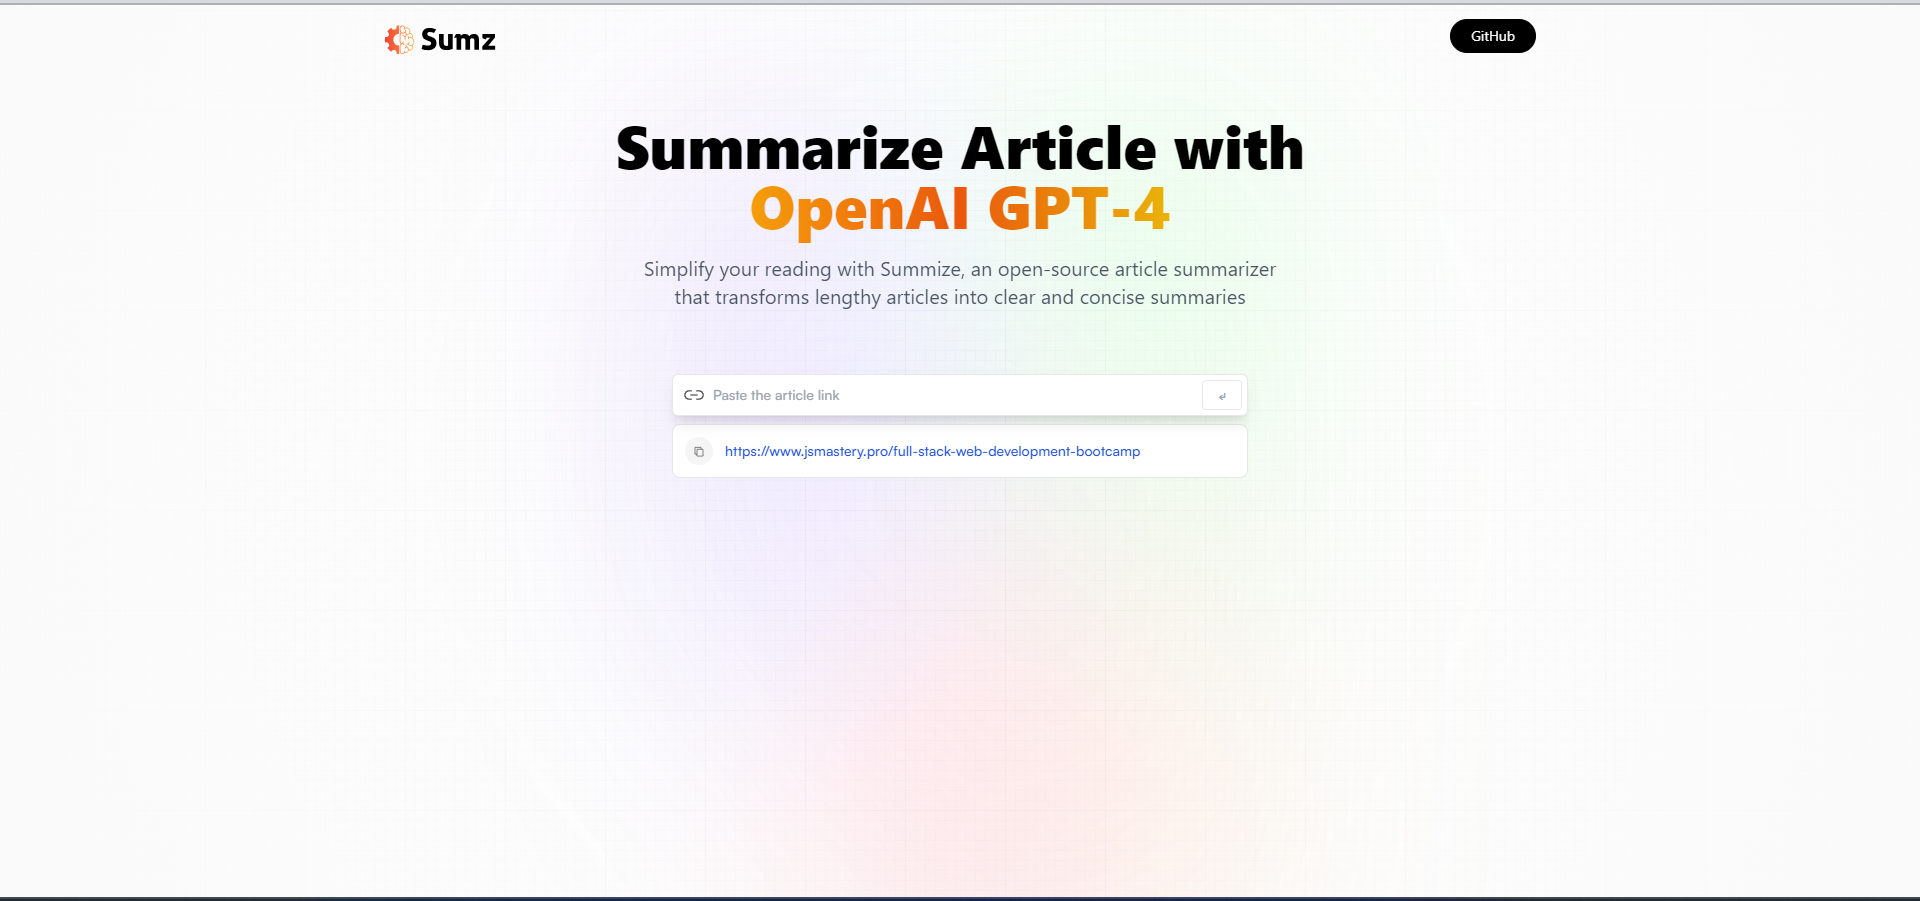 Sumz
GitHub
Summarize Article with
OpenAI GPT-4
Simplify your reading with Summize, an open-source article summarizer
that transforms lengthy articles into clear and concise summaries
Paste the article link
↵
https://www.jsmastery.pro/full-stack-web-development-bootcamp